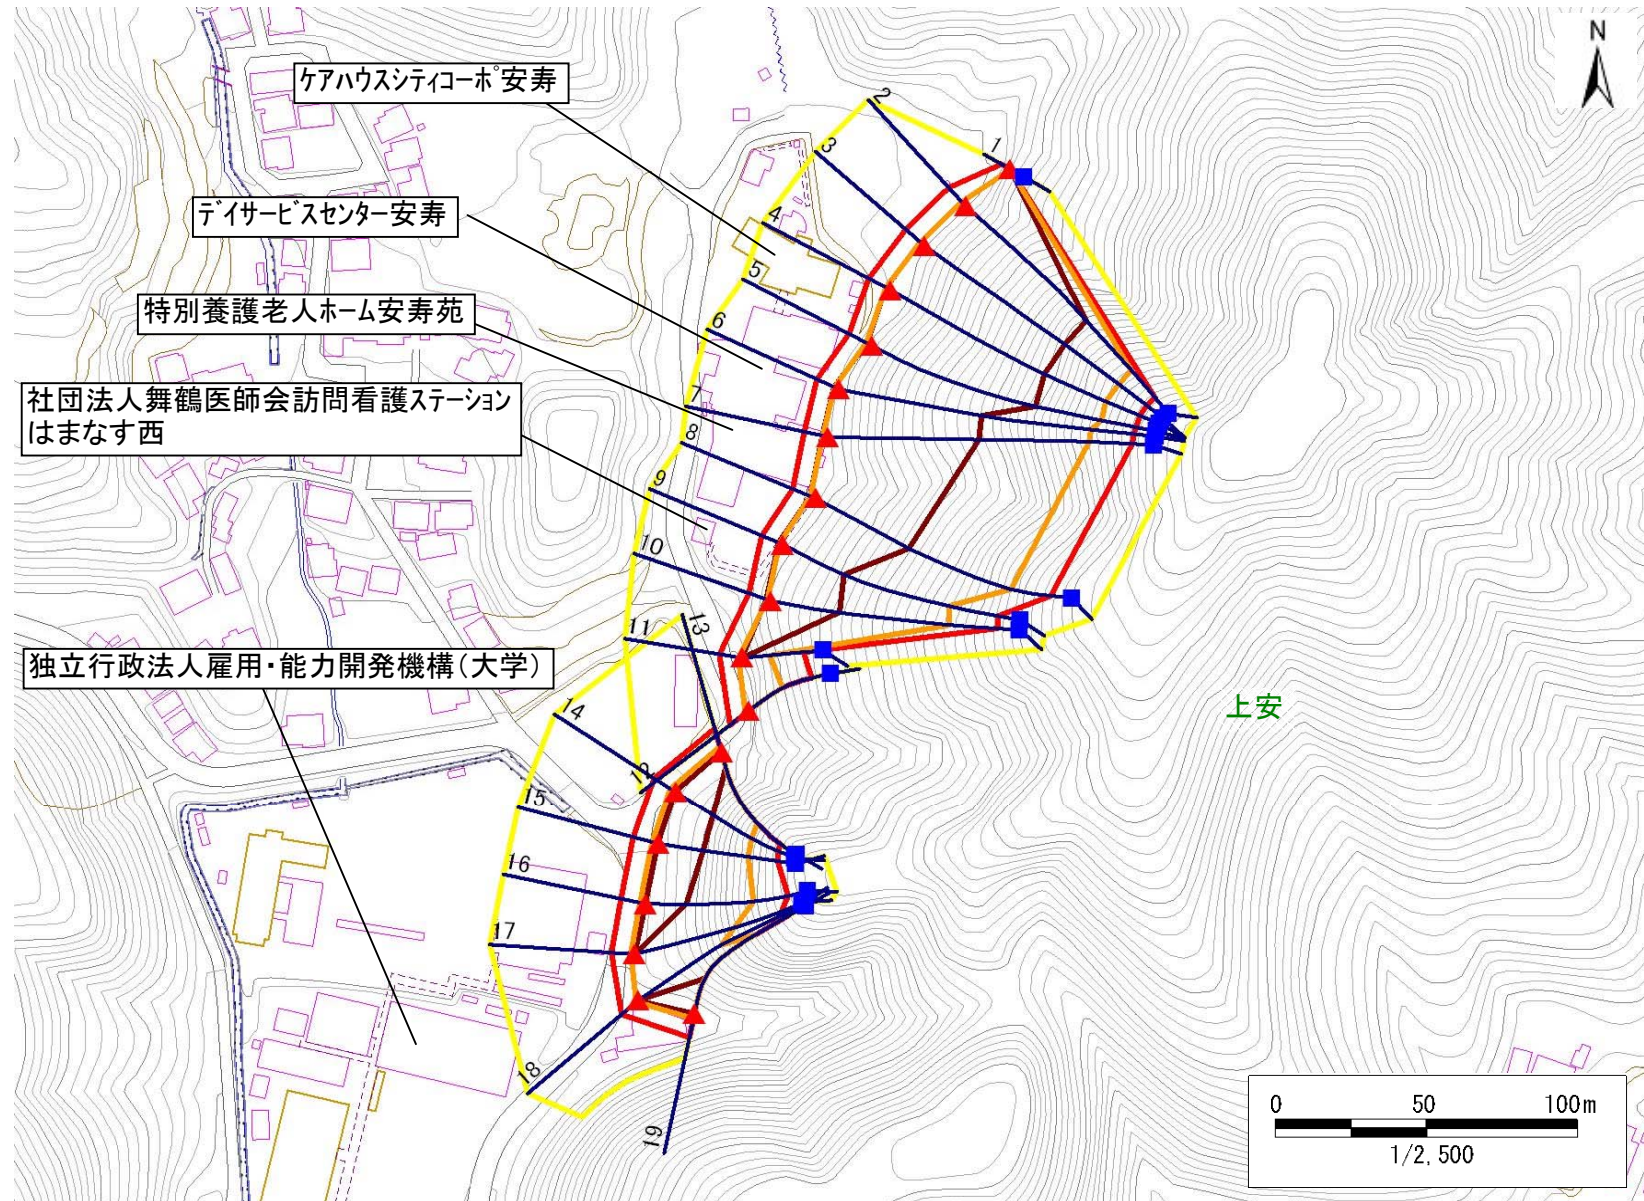 N
ケアハウスシティコーポ安寿
デイサービスセンター安寿
特別養護老人ホーム安寿苑
社団法人舞鶴医師会訪問看護ステーション
はまなす西
独立行政法人雇用・能力開発機構(大学)
1
2
3
4
5
6
7
8
9
10
11
12
13
14
15
16
17
18
19
上安
0 50 100m
1/2,500